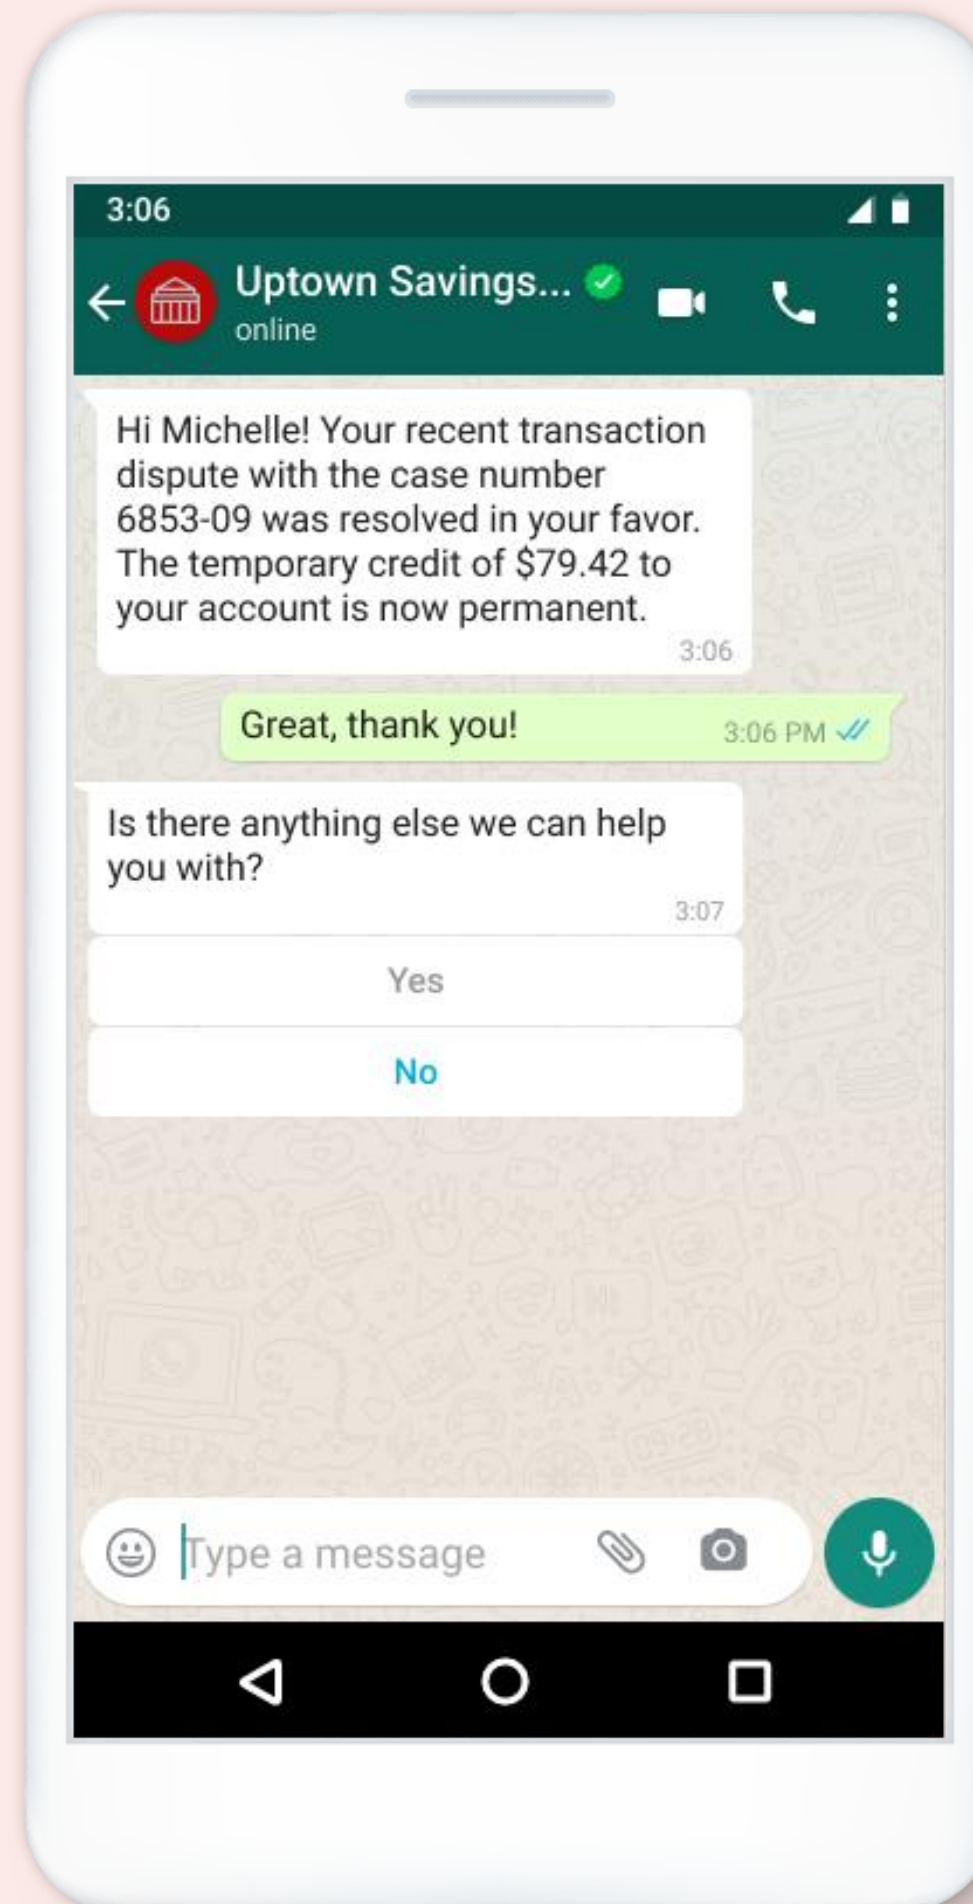 3:06
Uptown Savings...
online
Hi Michelle! Your recent transaction
dispute with the case number
6853-09 was resolved in your favor.
The temporary credit of $79.42 to
your account is now permanent.
3:06
Great, thank you!
3:06 PM
Is there anything else we can help
you with?
3:07
Yes
No
Type a message